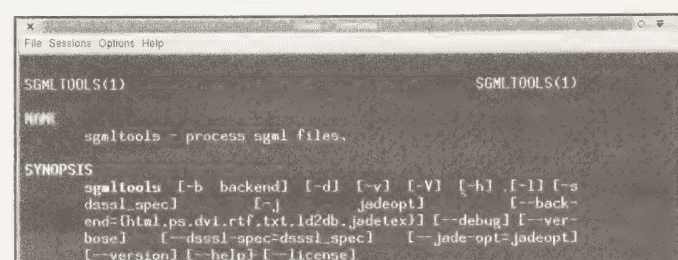 File Sessions Options Help
SGMLTOOLS(1) SGMLTOOLS(1)
NAME
sgmltools - process sgml files.
SYNOPSIS
sgmltools [-b backend] [-d] [-v] [-V] [-h] [-l] [-s
dsssl_spec] [-j jadeopt] [--back-
end={html,ps,dvi,rtf,txt,ld2db,jadetex}] [--debug] [--ver-
bose] [--dsssl-spec=dsssl_spec] [--jade-opt=jadeopt]
[--version] [--help] [--license]